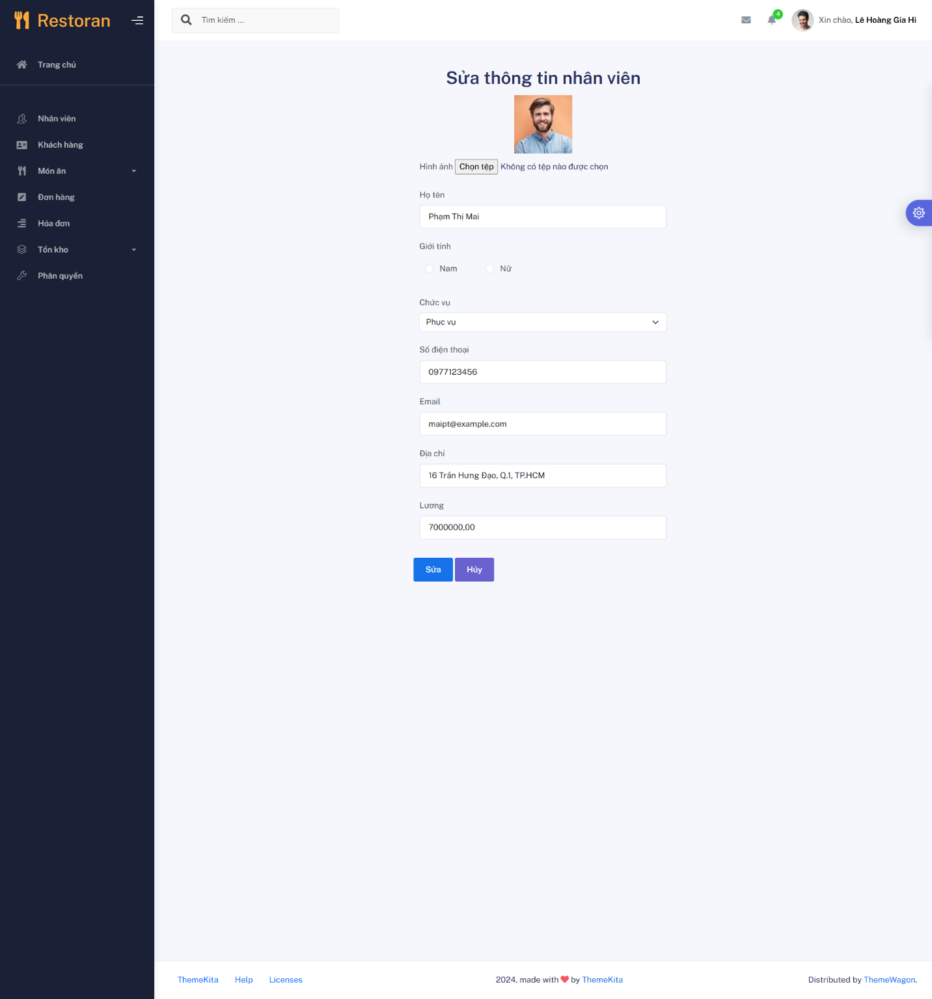 Restoran
Tìm kiếm ...
4
Xin chào, Lê Hoàng Gia Hi
Trang chủ
Nhân viên
Khách hàng
Món ăn
Đơn hàng
Hóa đơn
Tồn kho
Phân quyền
Sửa thông tin nhân viên
Hình ảnh Chọn tệp Không có tệp nào được chọn
Họ tên
Phạm Thị Mai
Giới tính
Nam Nữ
Chức vụ
Phục vụ
Số điện thoại
0977123456
Email
maipt@example.com
Địa chỉ
16 Trần Hưng Đạo, Q.1, TP.HCM
Lương
7000000,00
Sửa Hủy
ThemeKita Help Licenses 2024, made with by ThemeKita Distributed by ThemeWagon.